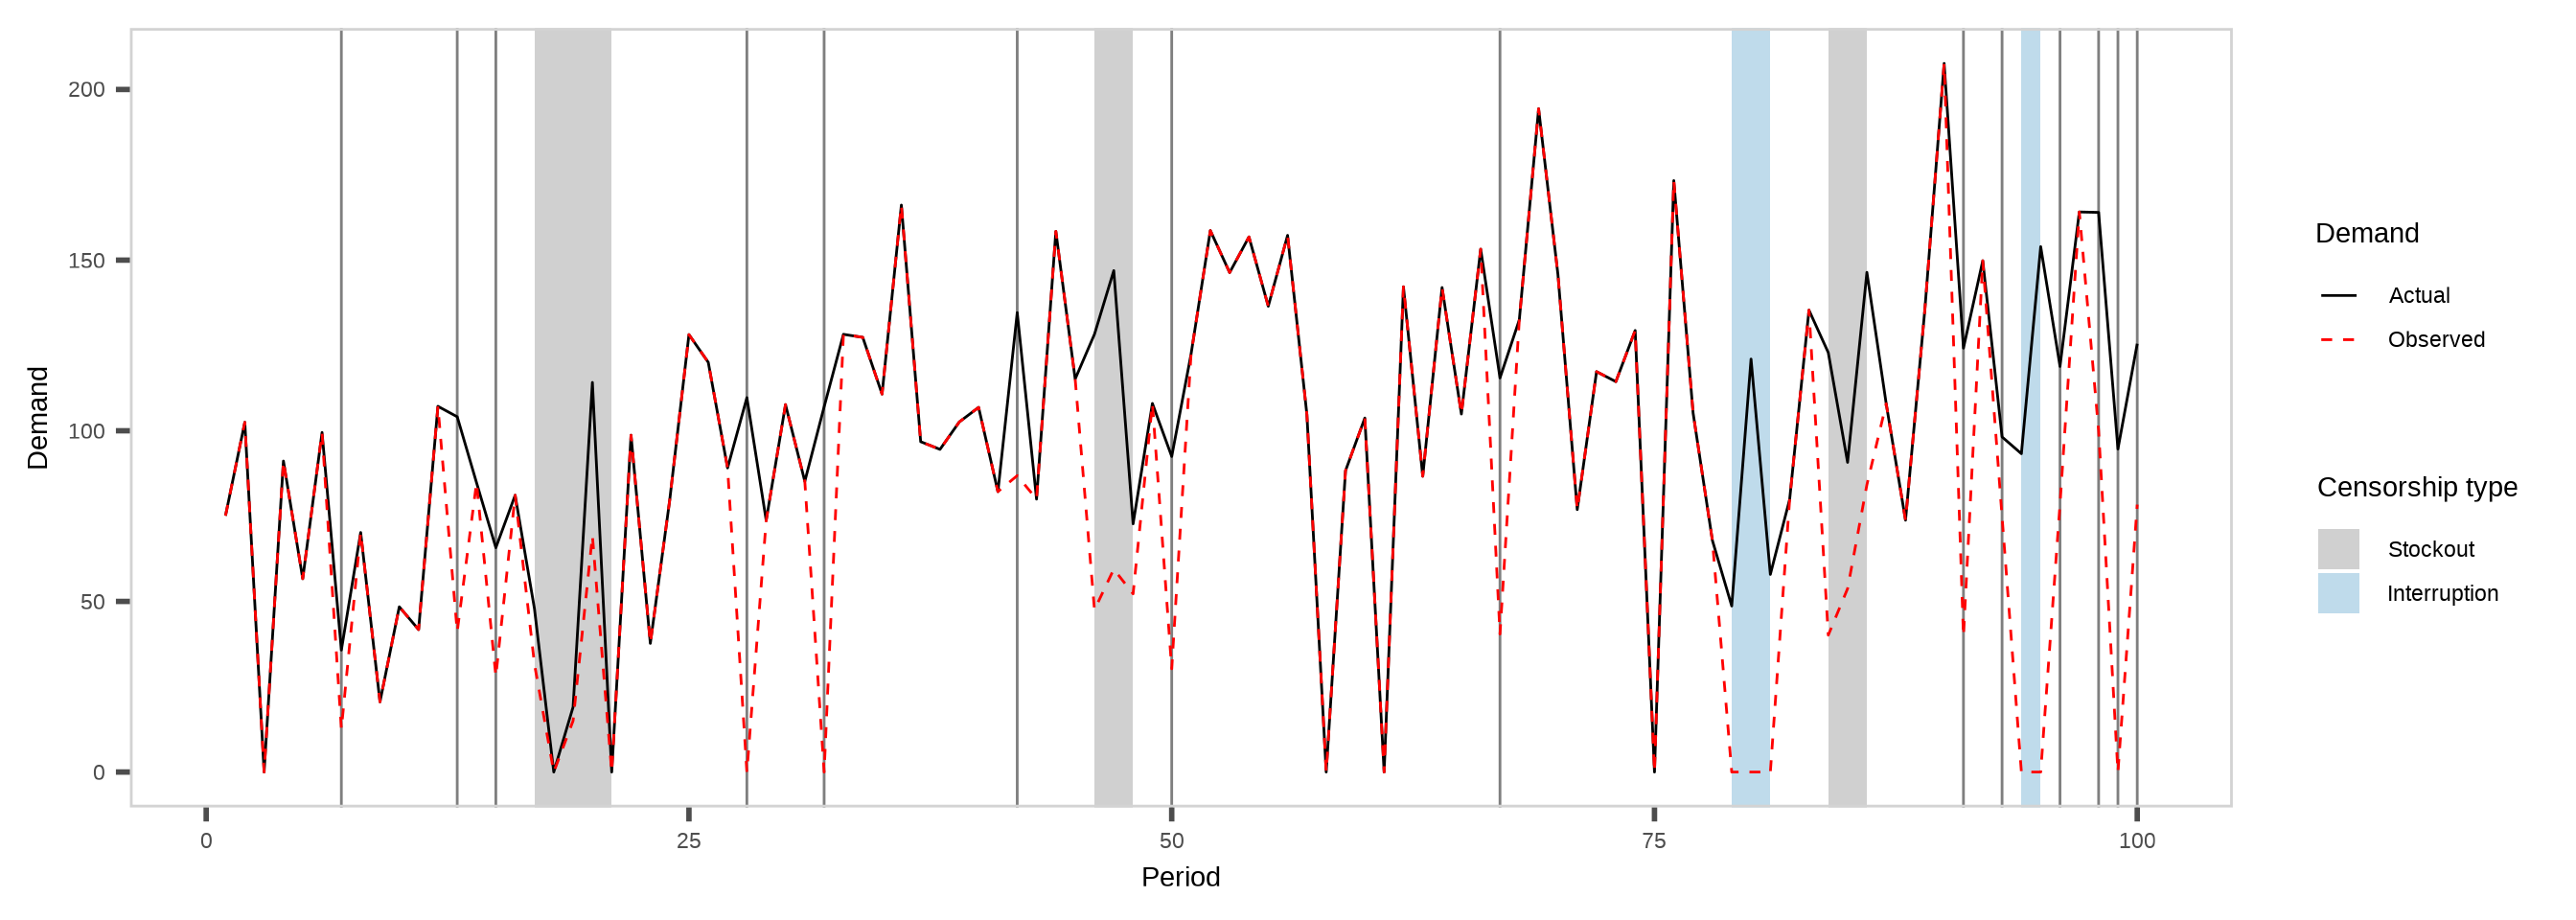 200
150
100
50
0
Demand
0
25
50
75
100
Period
Demand
Actual
Observed
Censorship type
Stockout
Interruption